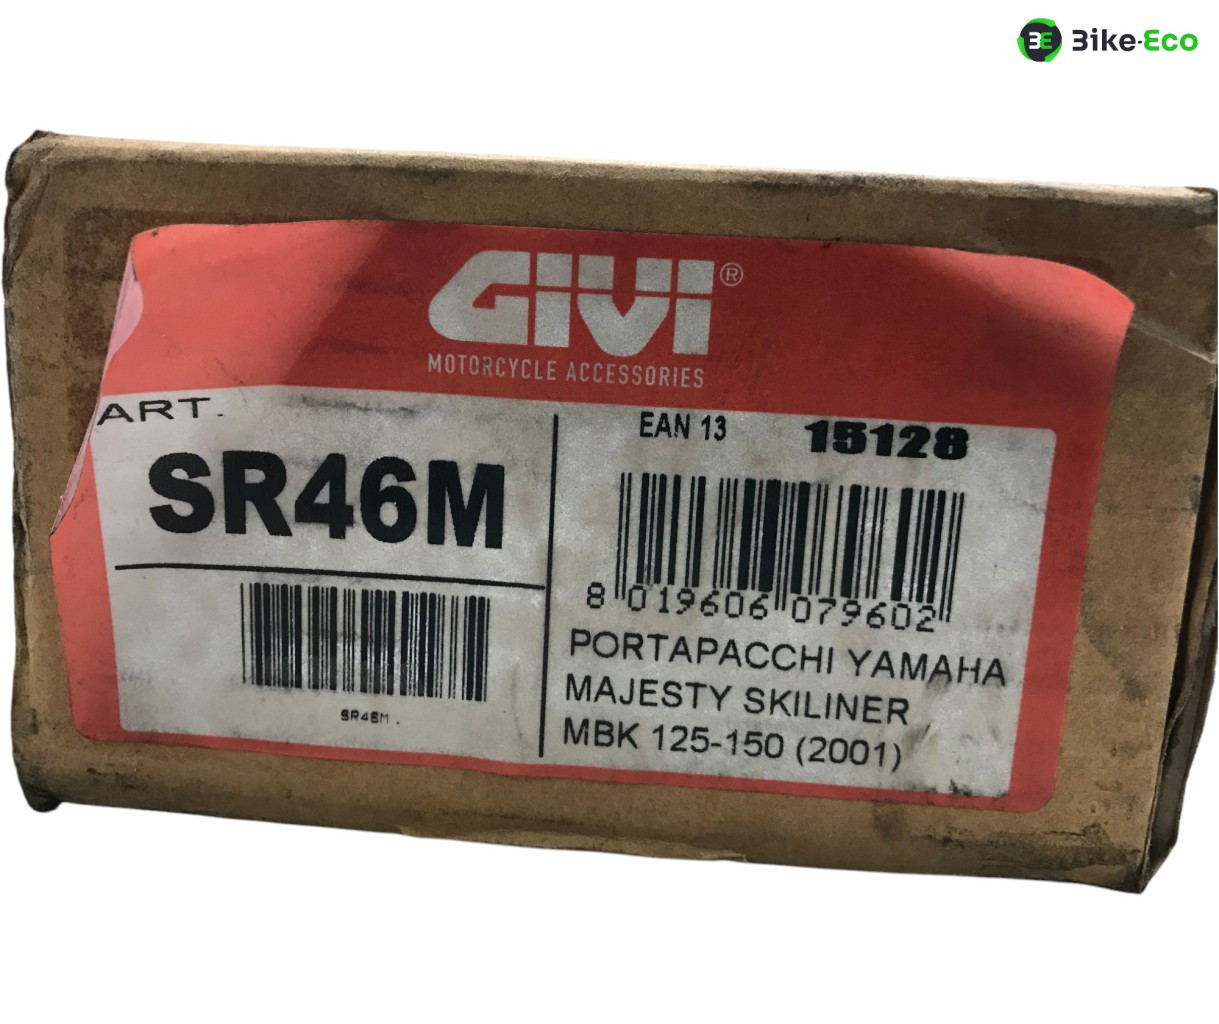 Bike-Eco
GIVI®
MOTORCYCLE ACCESSORIES
ART.
SR46M
SR46M .
EAN 13 15128
8 019606 079602
PORTAPACCHI YAMAHA
MAJESTY SKILINER
MBK 125-150 (2001)